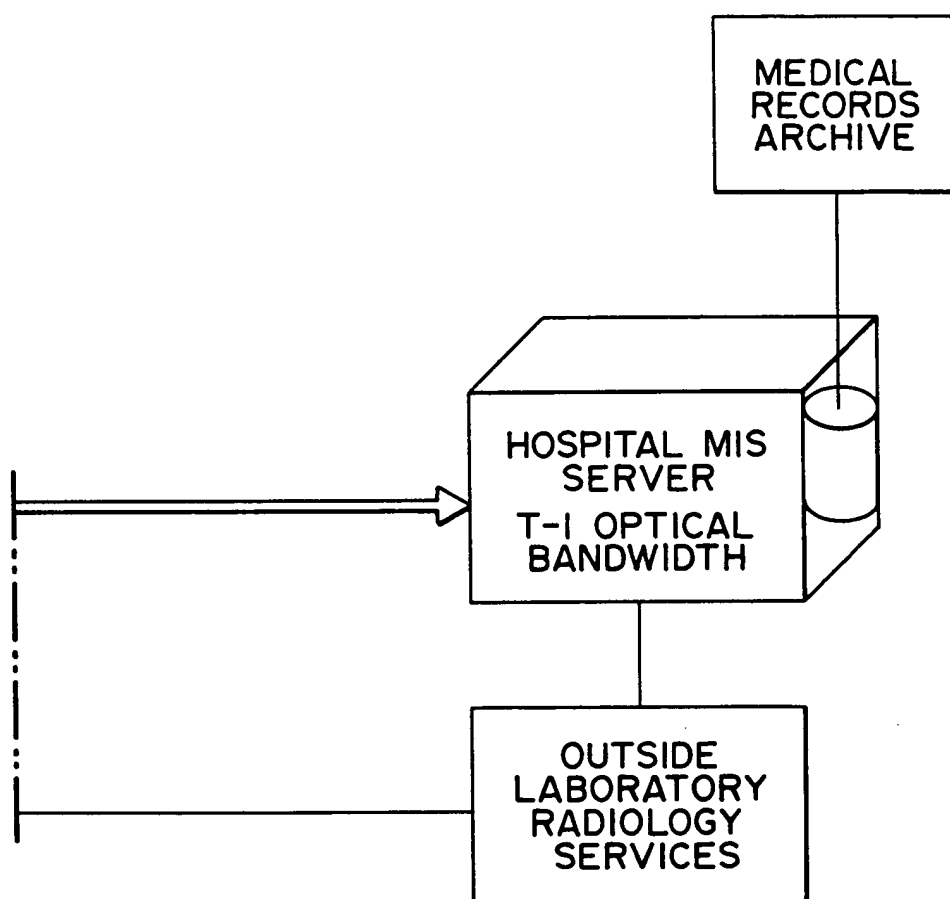 MEDICAL
RECORDS
ARCHIVE
HOSPITAL MIS
SERVER
T-1 OPTICAL
BANDWIDTH
OUTSIDE
LABORATORY
RADIOLOGY
SERVICES